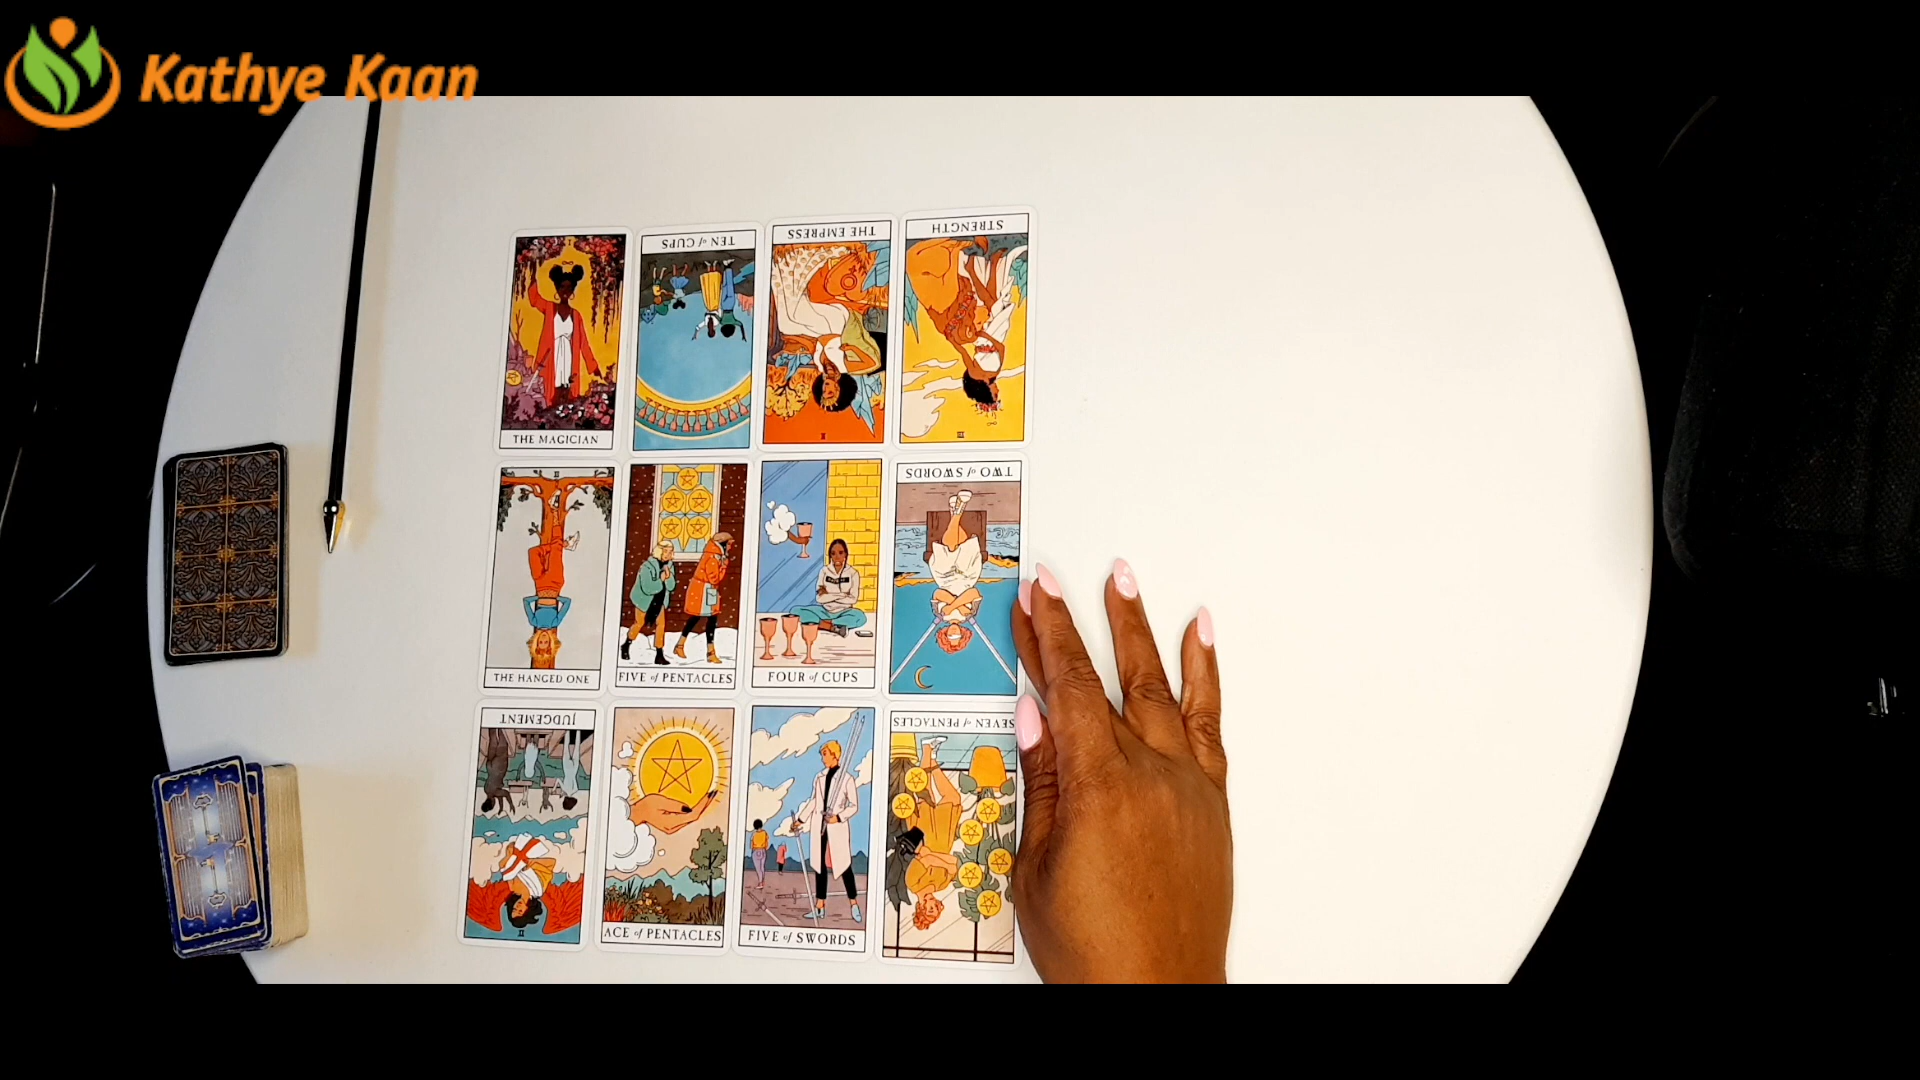 Kathye Kaan
THE MAGICIAN
TEN of CUPS
THE EMPRESS
STRENGTH
THE HANGED ONE
FIVE of PENTACLES
FOUR of CUPS
TWO of SWORDS
JUDGEMENT
ACE of PENTACLES
FIVE of SWORDS
SEVEN of PENTACLES